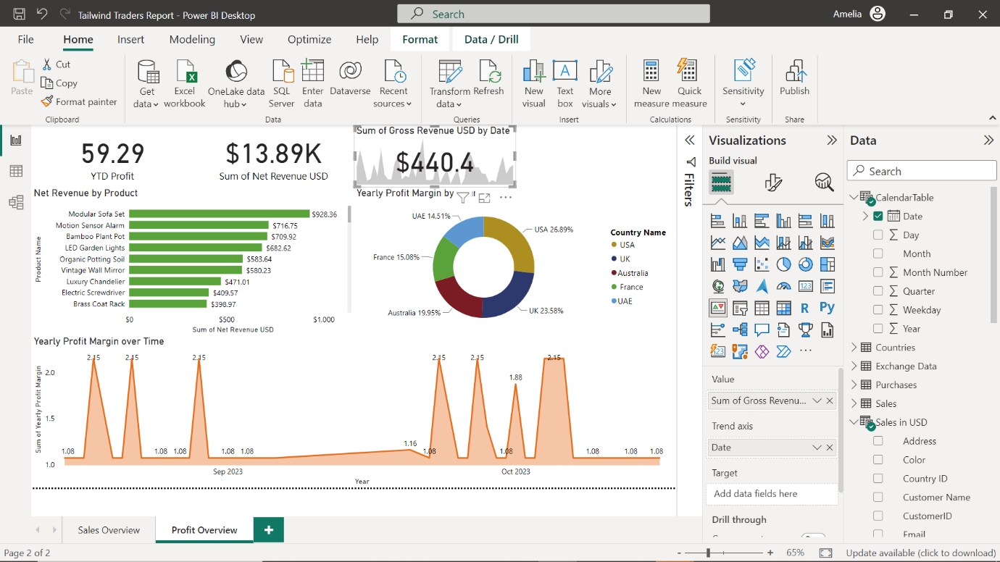 Tailwind Traders Report - Power BI Desktop
Search
Amelia
File Home Insert Modeling View Optimize Help Format Data / Drill
Paste
Cut
Copy
Format painter
Clipboard
Get data
Excel workbook
OneLake data hub
SQL Server
Enter data
Dataverse
Recent sources
Data
Transform data
Refresh
Queries
New visual
Text box
More visuals
Insert
New measure
Quick measure
Calculations
Sensitivity
Sensitivity
Publish
Share
59.29
YTD Profit
$13.89K
Sum of Net Revenue USD
Sum of Gross Revenue USD by Date
$440.4
Net Revenue by Product
Product Name
Modular Sofa Set $928.36
Motion Sensor Alarm $716.75
Bamboo Plant Pot $709.92
LED Garden Lights $682.62
Organic Potting Soil $583.64
Vintage Wall Mirror $580.23
Luxury Chandelier $471.01
Electric Screwdriver $409.57
Brass Coat Rack $398.97
$0 $500 $1.000
Sum of Net Revenue USD
Yearly Profit Margin by
UAE 14.51%
USA 26.89%
France 15.08%
Australia 19.95%
UK 23.58%
Country Name
USA
UK
Australia
France
UAE
Yearly Profit Margin over Time
Sum of Yearly Profit Margin
2.0
1.5
1.0
2.15 2.15 2.15 2.15 2.15 2.15
1.88
1.16
1.08 1.08 1.08 1.08 1.08 1.08 1.08 1.08 1.08 1.08
Sep 2023 Oct 2023
Year
Filters
Visualizations
Build visual
123
R Py
123
Value
Sum of Gross Revenu...
Trend axis
Date
Target
Add data fields here
Drill through
Data
Search
CalendarTable
Date
Day
Month
Month Number
Quarter
Weekday
Year
Countries
Exchange Data
Purchases
Sales
Sales in USD
Address
Color
Country ID
Customer Name
CustomerID
Email
Sales Overview
Profit Overview
Page 2 of 2
- + 65%
Update available (click to download)